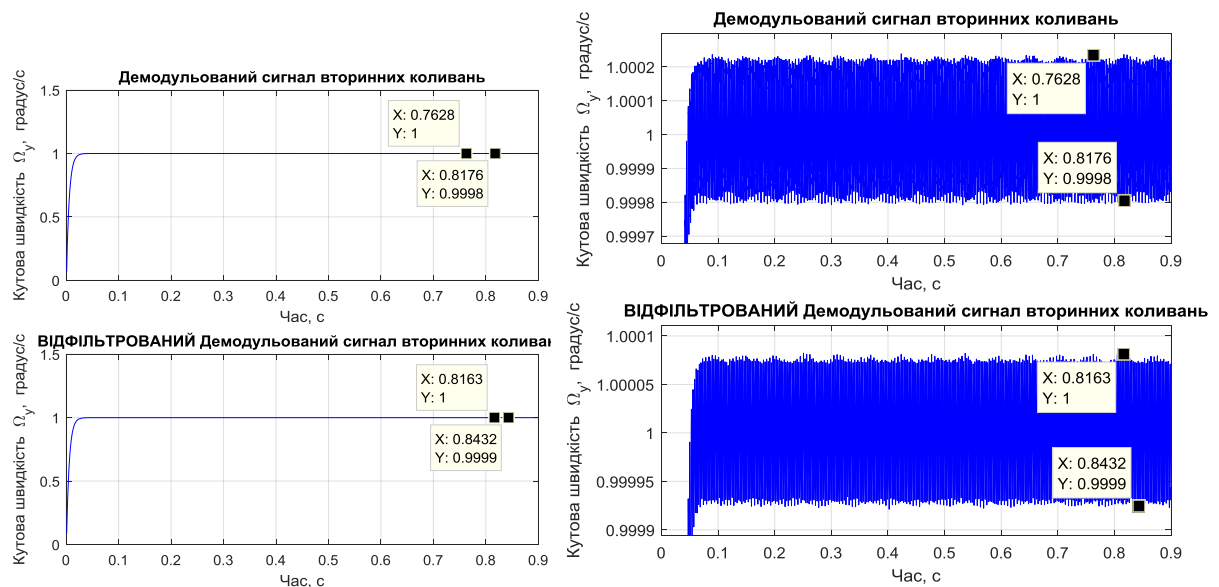 Демодульований сигнал вторинних коливань
Кутова швидкість Ωy, градус/с
1.5
1
0.5
0
X: 0.7628
Y: 1
X: 0.8176
Y: 0.9998
0 0.1 0.2 0.3 0.4 0.5 0.6 0.7 0.8 0.9
Час, с
Демодульований сигнал вторинних коливань
Кутова швидкість Ωy, градус/с
1.0002
1.0001
1
0.9999
0.9998
0.9997
X: 0.7628
Y: 1
X: 0.8176
Y: 0.9998
0 0.1 0.2 0.3 0.4 0.5 0.6 0.7 0.8 0.9
Час, с
ВІДФІЛЬТРОВАНИЙ Демодульований сигнал вторинних коливан
Кутова швидкість Ωy, градус/с
1.5
1
0.5
0
X: 0.8163
Y: 1
X: 0.8432
Y: 0.9999
0 0.1 0.2 0.3 0.4 0.5 0.6 0.7 0.8 0.9
Час, с
ВІДФІЛЬТРОВАНИЙ Демодульований сигнал вторинних коливань
Кутова швидкість Ωy, градус/с
1.0001
1.00005
1
0.99995
0.9999
X: 0.8163
Y: 1
X: 0.8432
Y: 0.9999
0 0.1 0.2 0.3 0.4 0.5 0.6 0.7 0.8 0.9
Час, с